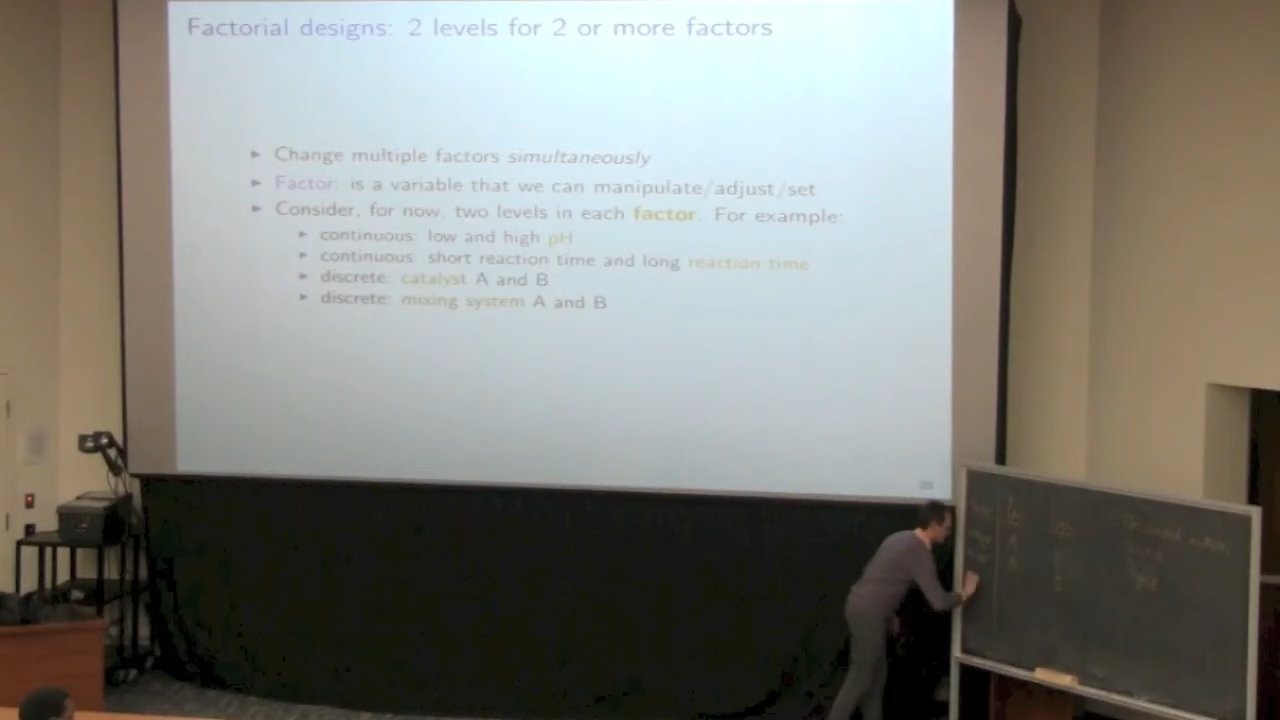 Factorial designs: 2 levels for 2 or more factors
▸ Change multiple factors simultaneously
▸ Factor: is a variable that we can manipulate/adjust/set
▸ Consider, for now, two levels in each factor. For example:
▸ continuous: low and high pH
▸ continuous: short reaction time and long reaction time
▸ discrete: catalyst A and B
▸ discrete: mixing system A and B